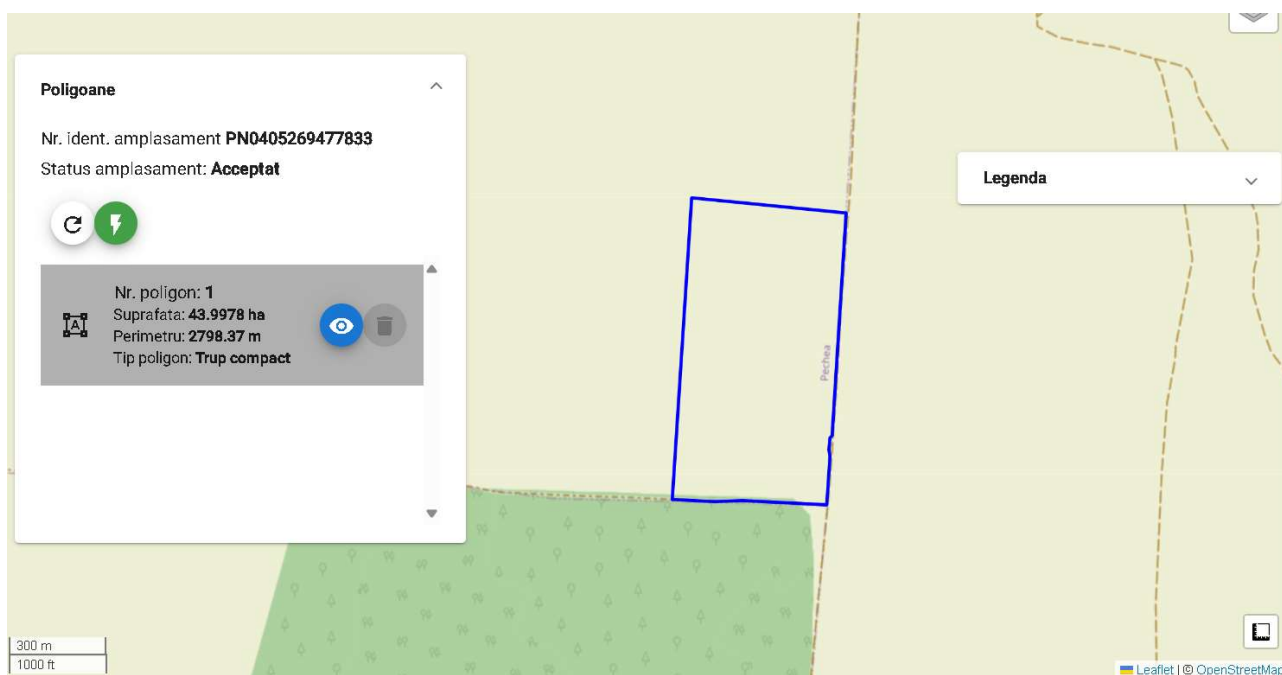 Poligoane
Nr. ident. amplasament PN0405269477833
Status amplasament: Acceptat
Nr. poligon: 1
Suprafata: 43.9978 ha
Perimetru: 2798.37 m
Tip poligon: Trup compact
Legenda
Pechea
300 m
1000 ft
Leaflet | © OpenStreetMap